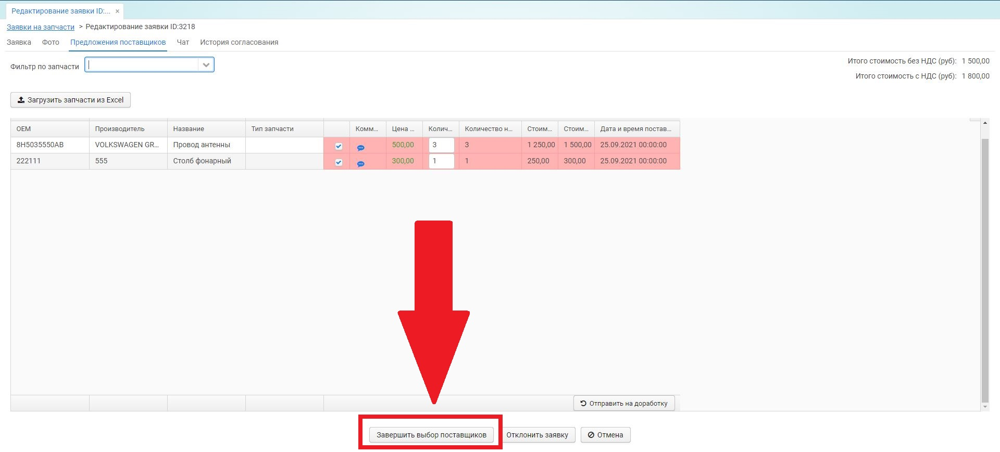 Редактирование заявки ID:... ×
Заявки на запчасти > Редактирование заявки ID:3218
Заявка Фото Предложения поставщиков Чат История согласования
Фильтр по запчасти
Итого стоимость без НДС (руб): 1 500,00
Итого стоимость с НДС (руб): 1 800,00
Загрузить запчасти из Excel
OEM Производитель Название Тип запчасти Комм... Цена ... Колич... Количество н... Стоим... Стоим... Дата и время постав...
8H5035550AB VOLKSWAGEN GR... Провод антенны 500,00 3 3 1 250,00 1 500,00 25.09.2021 00:00:00
222111 555 Столб фонарный 300,00 1 1 250,00 300,00 25.09.2021 00:00:00
Отправить на доработку
Завершить выбор поставщиков Отклонить заявку Отмена